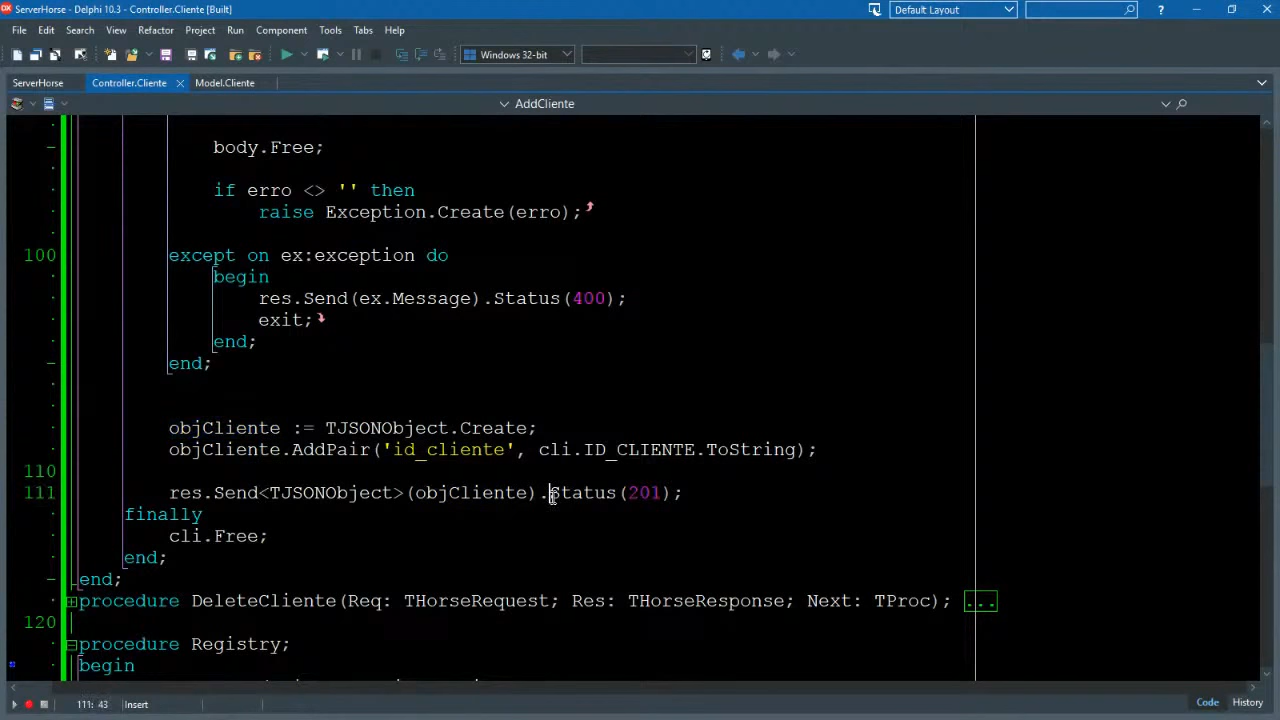 ServerHorse - Delphi 10.3 - Controller.Cliente [Built]
Default Layout
File Edit Search View Refactor Project Run Component Tools Tabs Help
Windows 32-bit
ServerHorse Controller.Cliente Model.Cliente
AddCliente
body.Free;
if erro <> '' then
raise Exception.Create(erro);
100 except on ex:exception do
begin
res.Send(ex.Message).Status(400);
exit;
end;
end;
objCliente := TJSONObject.Create;
objCliente.AddPair('id_cliente', cli.ID_CLIENTE.ToString);
110
111 res.Send<TJSONObject>(objCliente).Status(201);
finally
cli.Free;
end;
end;
procedure DeleteCliente(Req: THorseRequest; Res: THorseResponse; Next: TProc); ...
120
procedure Registry;
begin
111: 43 Insert
Code History